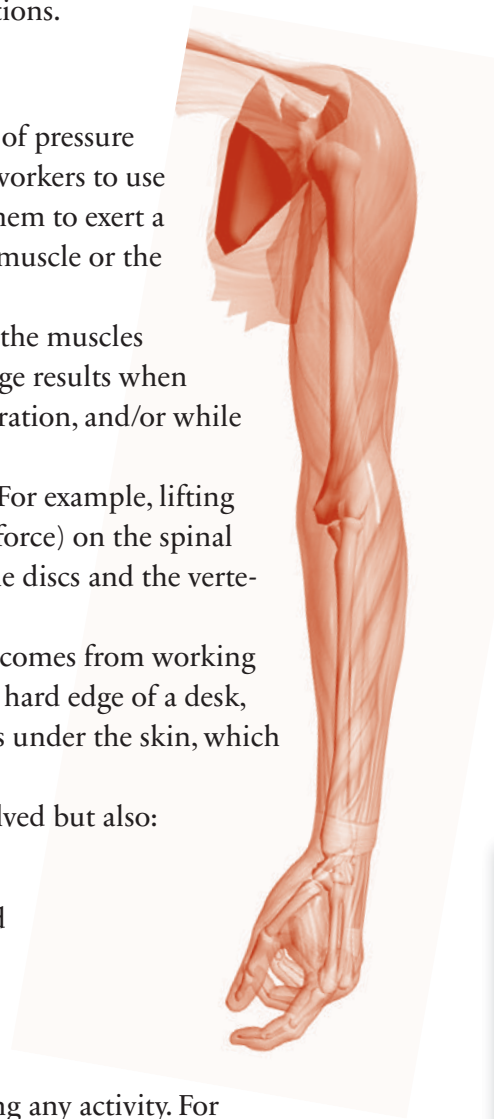 tions.
of pressure
workers to use
hem to exert a
muscle or the
the muscles
ge results when
ration, and/or while
For example, lifting
force) on the spinal
e discs and the verte-
comes from working
hard edge of a desk,
s under the skin, which
lved but also:
d
ng any activity. For